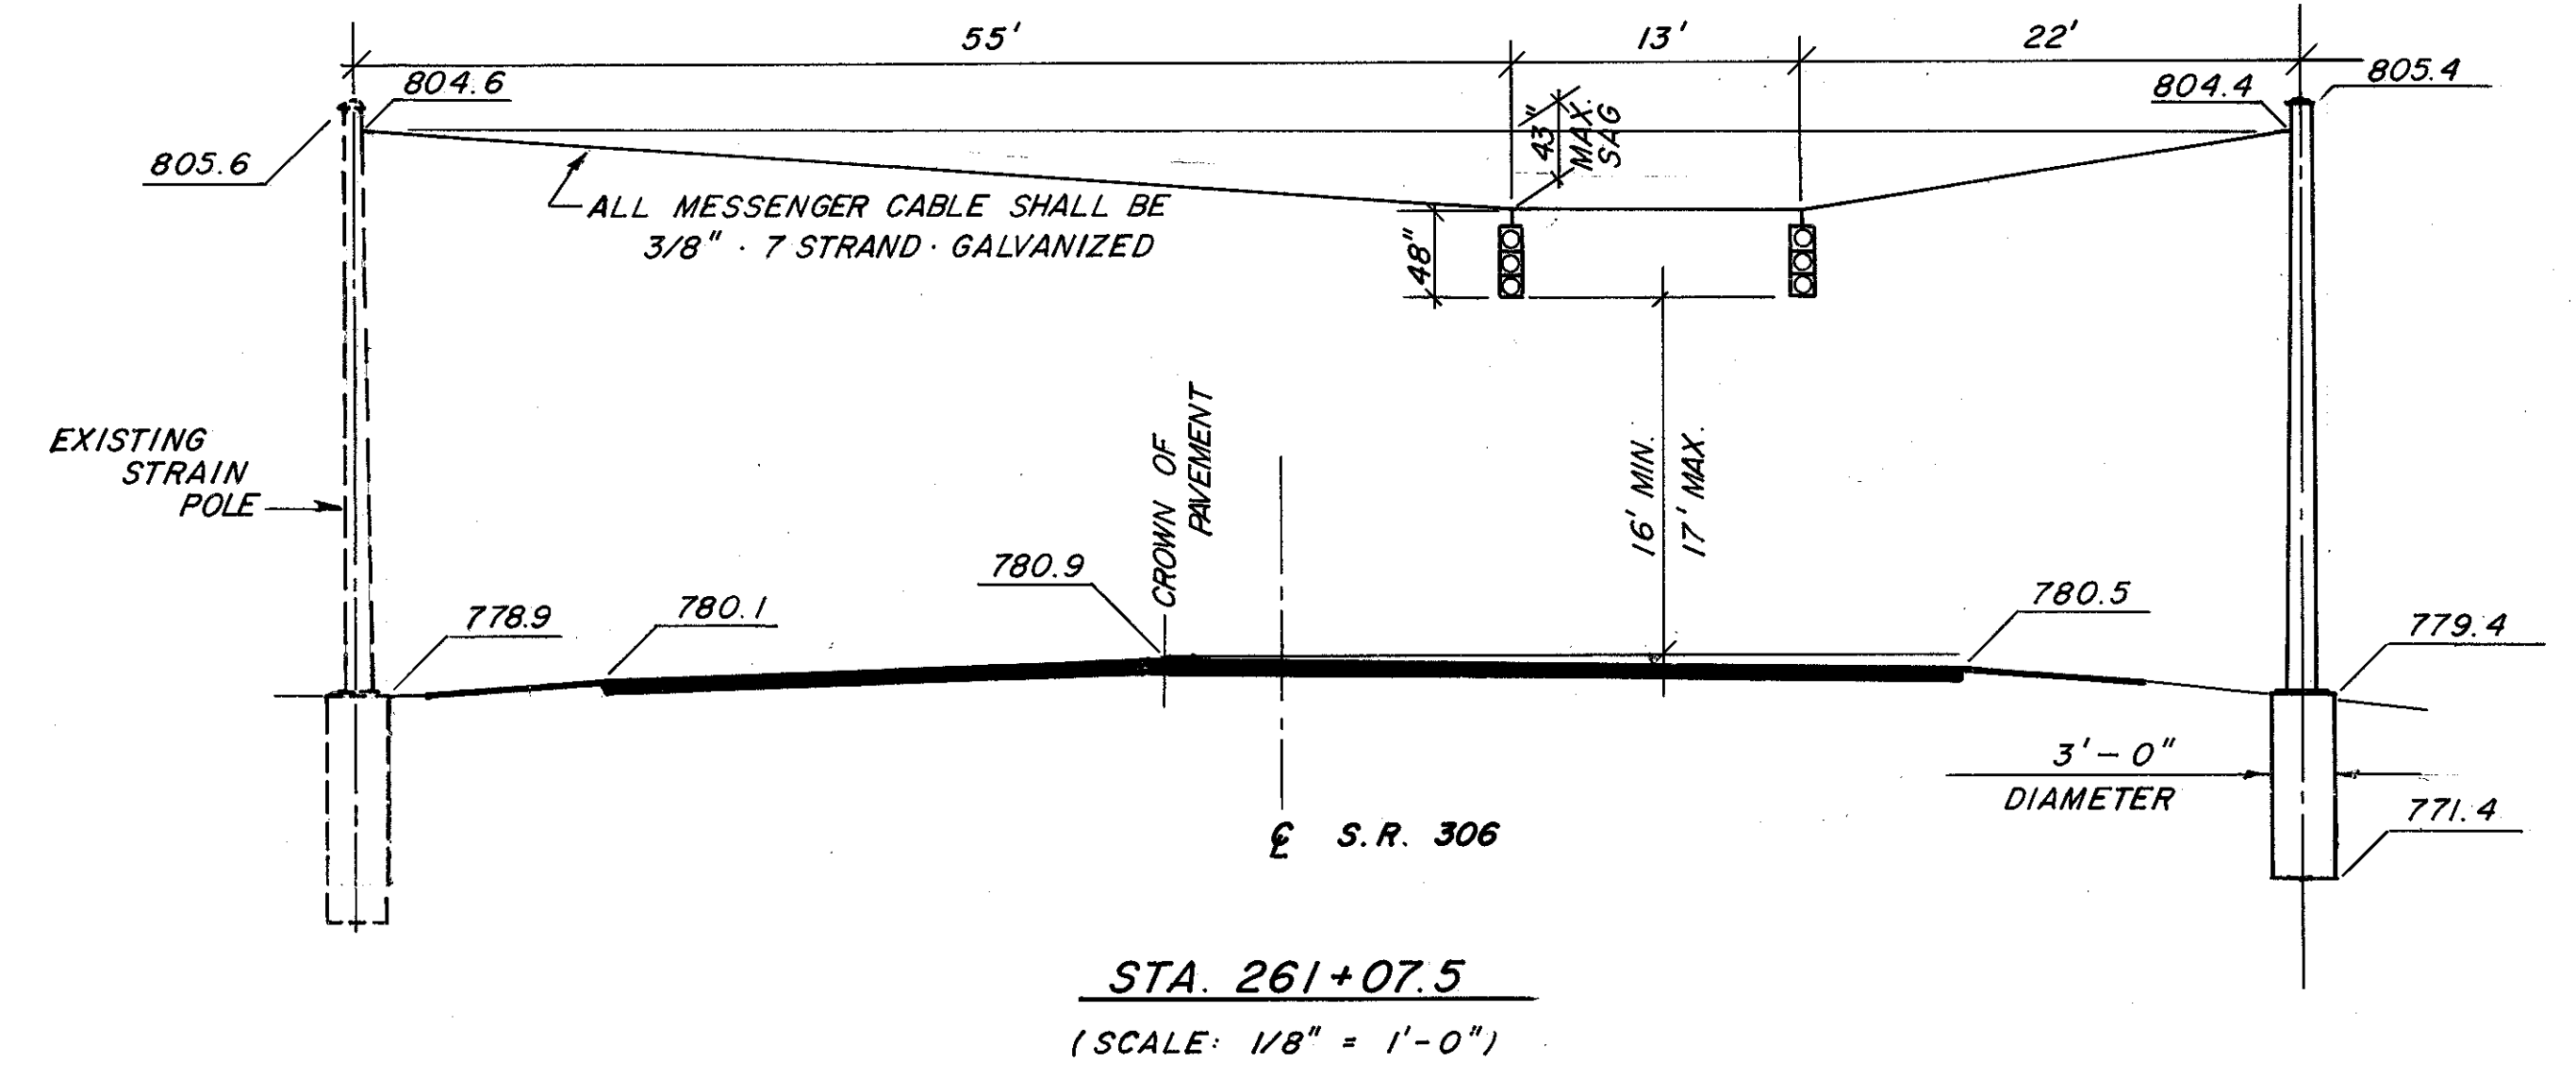 55'
13'
22'
804.6
804.4
805.4
805.6
43"
MAX.
SAG
ALL MESSENGER CABLE SHALL BE
3/8" · 7 STRAND · GALVANIZED
48"
EXISTING
STRAIN
POLE
CROWN OF
PAVEMENT
16' MIN.
17' MAX.
778.9
780.1
780.9
780.5
779.4
3'-0"
DIAMETER
771.4
℄ S.R. 306
STA. 261+07.5
(SCALE: 1/8" = 1'-0")